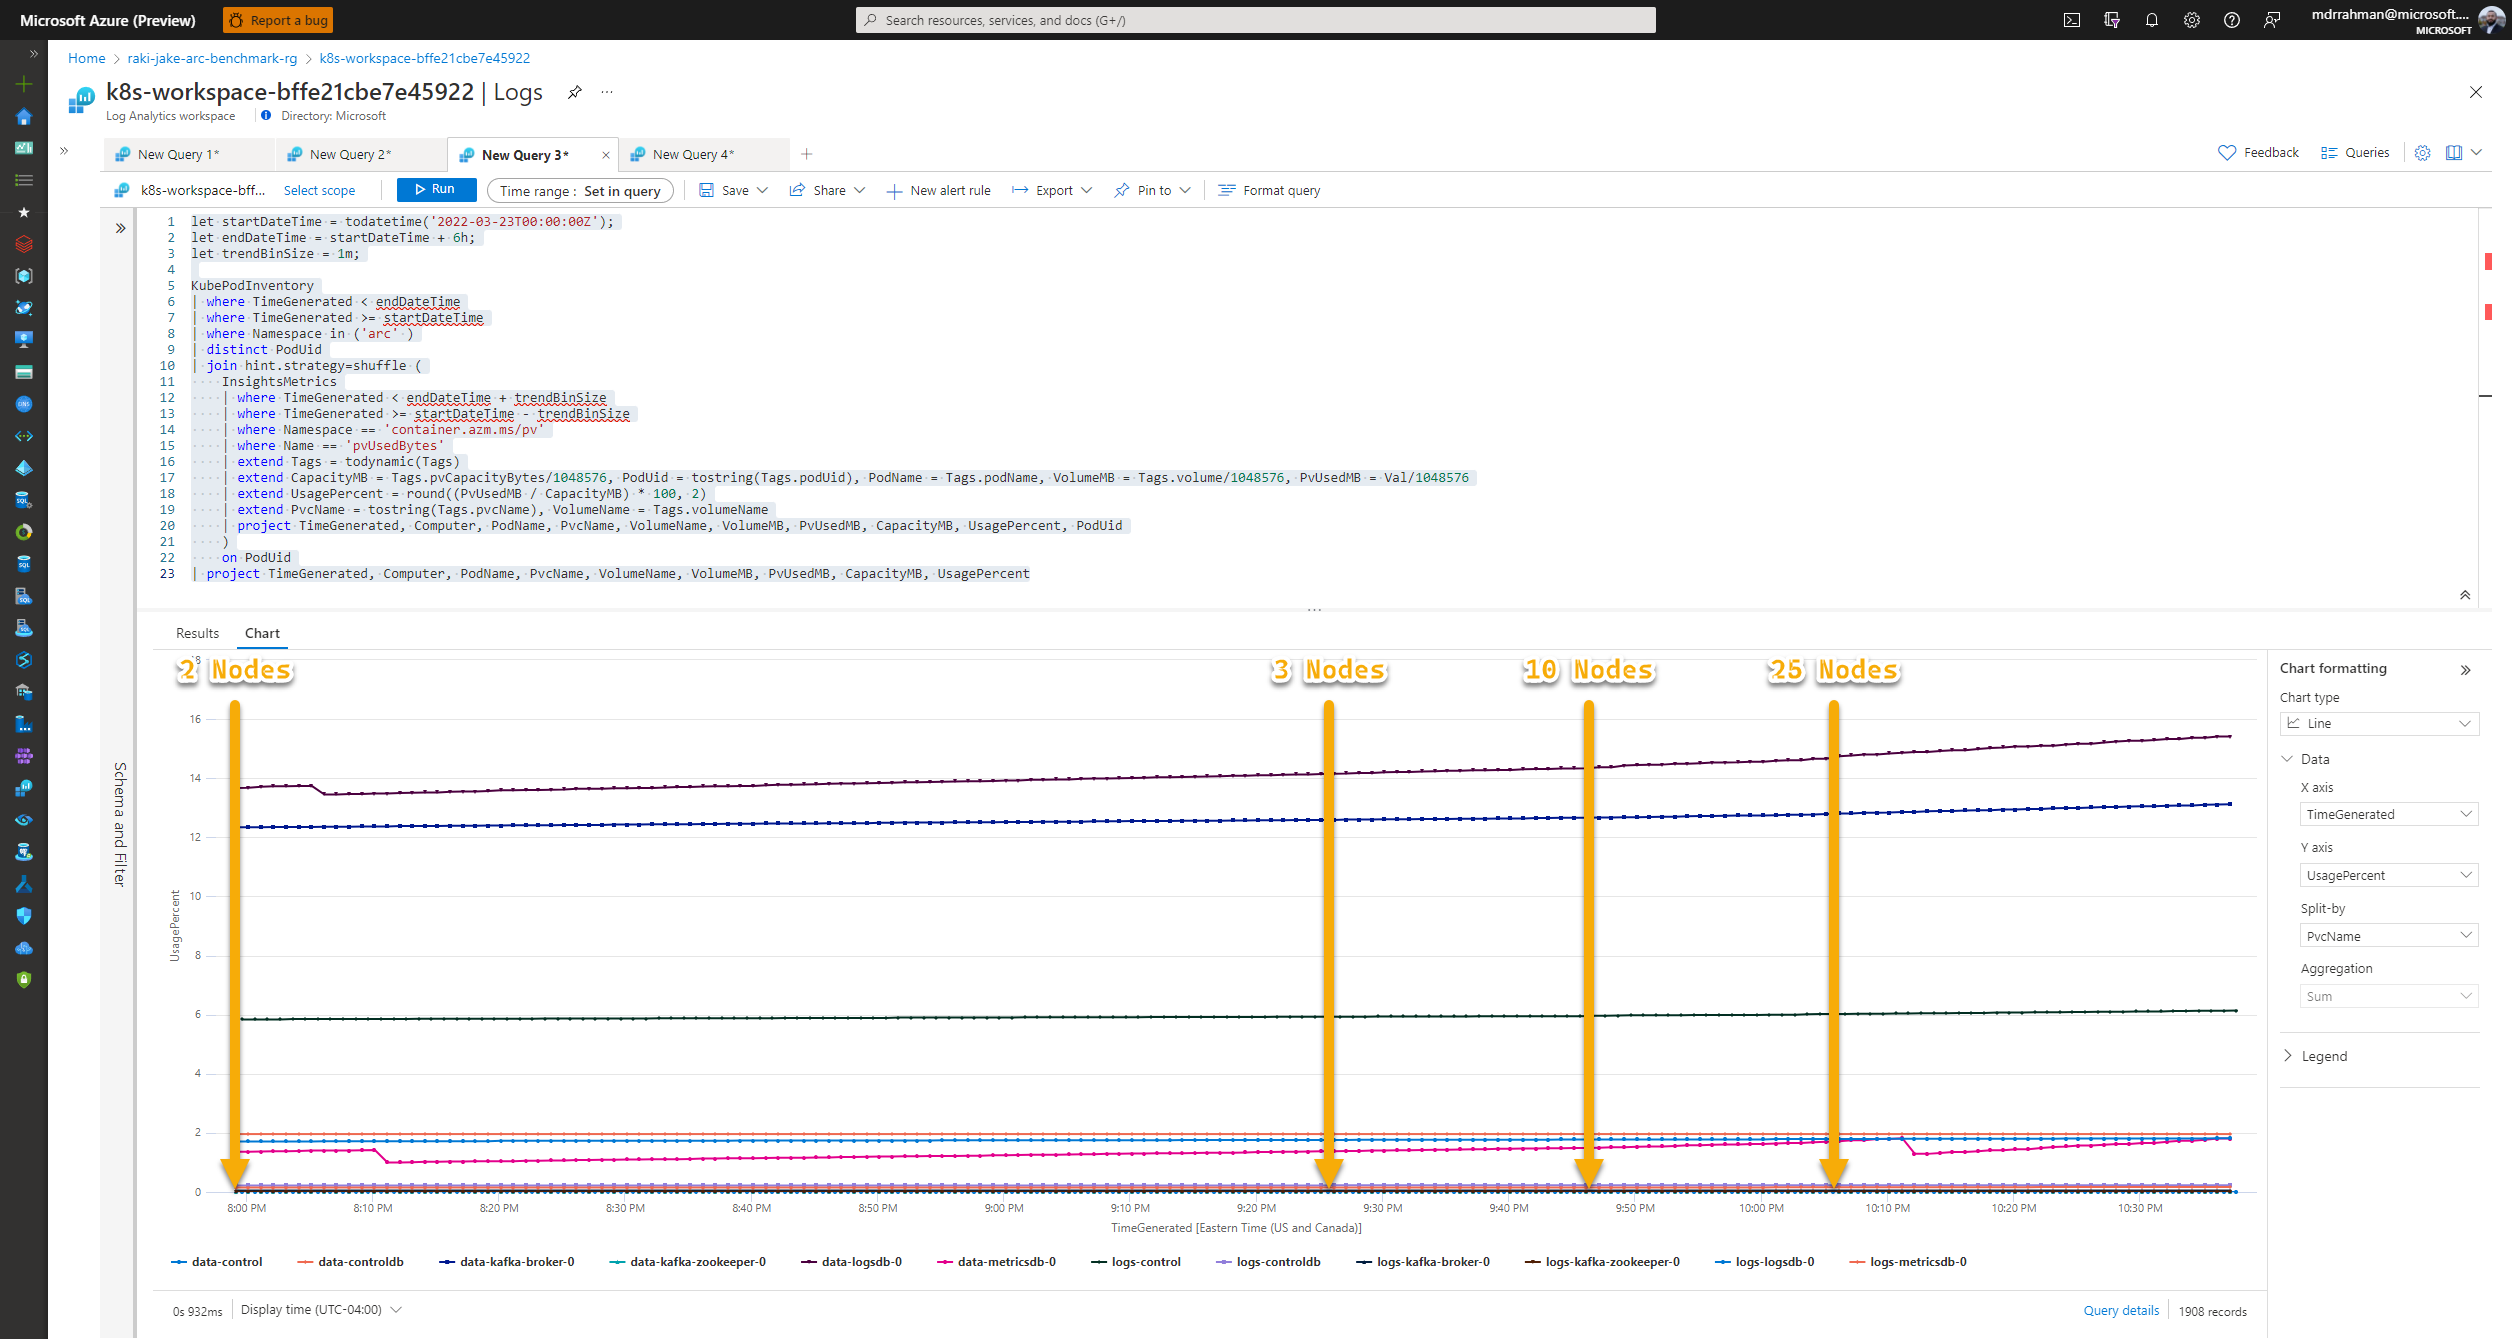 Microsoft Azure (Preview)
Report a bug
Search resources, services, and docs (G+/)
mdrrahman@microsoft....
MICROSOFT
Home > raki-jake-arc-benchmark-rg > k8s-workspace-bffe21cbe7e45922
k8s-workspace-bffe21cbe7e45922 | Logs
Log Analytics workspace
Directory: Microsoft
New Query 1*
New Query 2*
New Query 3*
New Query 4*
Feedback
Queries
k8s-workspace-bff...
Select scope
Run
Time range : Set in query
Save
Share
New alert rule
Export
Pin to
Format query
1 let startDateTime = todatetime('2022-03-23T00:00:00Z');
2 let endDateTime = startDateTime + 6h;
3 let trendBinSize = 1m;
4
5 KubePodInventory
6 | where TimeGenerated < endDateTime
7 | where TimeGenerated >= startDateTime
8 | where Namespace in ('arc' )
9 | distinct PodUid
10 | join hint.strategy=shuffle (
11 InsightsMetrics
12 | where TimeGenerated < endDateTime + trendBinSize
13 | where TimeGenerated >= startDateTime - trendBinSize
14 | where Namespace == 'container.azm.ms/pv'
15 | where Name == 'pvUsedBytes'
16 | extend Tags = todynamic(Tags)
17 | extend CapacityMB = Tags.pvCapacityBytes/1048576, PodUid = tostring(Tags.podUid), PodName = Tags.podName, VolumeMB = Tags.volume/1048576, PvUsedMB = Val/1048576
18 | extend UsagePercent = round((PvUsedMB / CapacityMB) * 100, 2)
19 | extend PvcName = tostring(Tags.pvcName), VolumeName = Tags.volumeName
20 | project TimeGenerated, Computer, PodName, PvcName, VolumeName, VolumeMB, PvUsedMB, CapacityMB, UsagePercent, PodUid
21 )
22 on PodUid
23 | project TimeGenerated, Computer, PodName, PvcName, VolumeName, VolumeMB, PvUsedMB, CapacityMB, UsagePercent
Schema and Filter
Results
Chart
2 Nodes
3 Nodes
10 Nodes
25 Nodes
16
14
12
10
8
6
4
2
0
UsagePercent
8:00 PM
8:10 PM
8:20 PM
8:30 PM
8:40 PM
8:50 PM
9:00 PM
9:10 PM
9:20 PM
9:30 PM
9:40 PM
9:50 PM
10:00 PM
10:10 PM
10:20 PM
10:30 PM
TimeGenerated [Eastern Time (US and Canada)]
data-control
data-controldb
data-kafka-broker-0
data-kafka-zookeeper-0
data-logsdb-0
data-metricsdb-0
logs-control
logs-controldb
logs-kafka-broker-0
logs-kafka-zookeeper-0
logs-logsdb-0
logs-metricsdb-0
Chart formatting
Chart type
Line
Data
X axis
TimeGenerated
Y axis
UsagePercent
Split-by
PvcName
Aggregation
Sum
Legend
0s 932ms
Display time (UTC-04:00)
Query details
1908 records